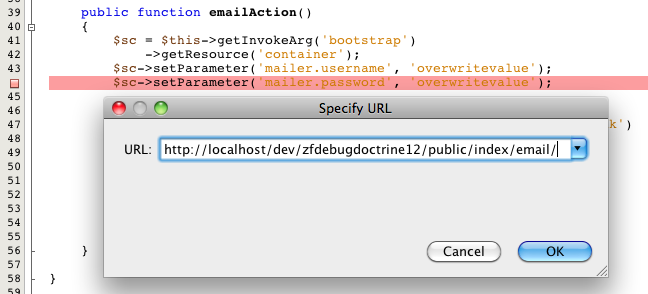 39 public function emailAction()
40 {
41 $sc = $this->getInvokeArg('bootstrap')
42 ->getResource('container');
43 $sc->setParameter('mailer.username', 'overwritevalue');
$sc->setParameter('mailer.password', 'overwritevalue');
45
46
47 k')
48
49
50
51
52
53
54
55
56 }
57
58 }
59
Specify URL
URL: http://localhost/dev/zfdebugdoctrine12/public/index/email/
Cancel OK